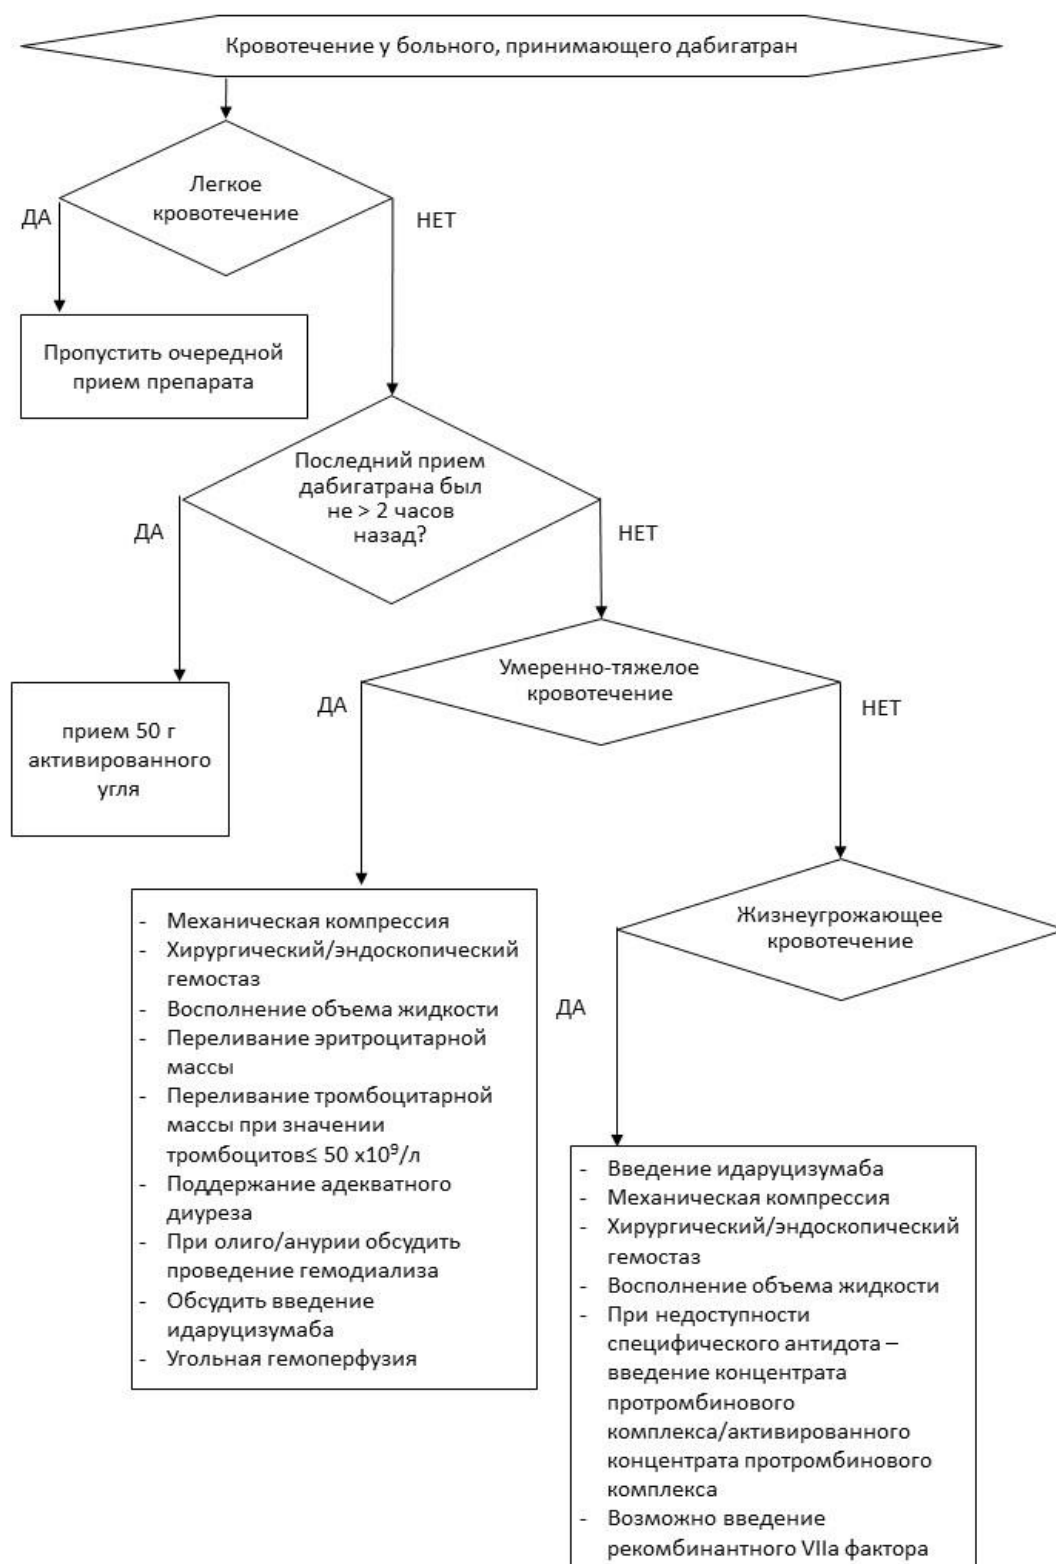 Кровотечение у больного, принимающего дабигатран
Легкое
кровотечение
ДА
НЕТ
Пропустить очередной
прием препарата
Последний прием
дабигатрана был
не > 2 часов
назад?
ДА
НЕТ
Умеренно-тяжелое
кровотечение
ДА
НЕТ
прием 50 г
активированного
угля
- Механическая компрессия
- Хирургический/эндоскопический
гемостаз
- Восполнение объема жидкости
- Переливание эритроцитарной
массы
- Переливание тромбоцитарной
массы при значении
тромбоцитов≤ 50 х10⁹/л
- Поддержание адекватного
диуреза
- При олиго/анурии обсудить
проведение гемодиализа
- Обсудить введение
идаруцизумаба
- Угольная гемоперфузия
Жизнеугрожающее
кровотечение
ДА
- Введение идаруцизумаба
- Механическая компрессия
- Хирургический/эндоскопический
гемостаз
- Восполнение объема жидкости
- При недоступности
специфического антидота –
введение концентрата
протромбинового
комплекса/активированного
концентрата протромбинового
комплекса
- Возможно введение
рекомбинантного VIIa фактора